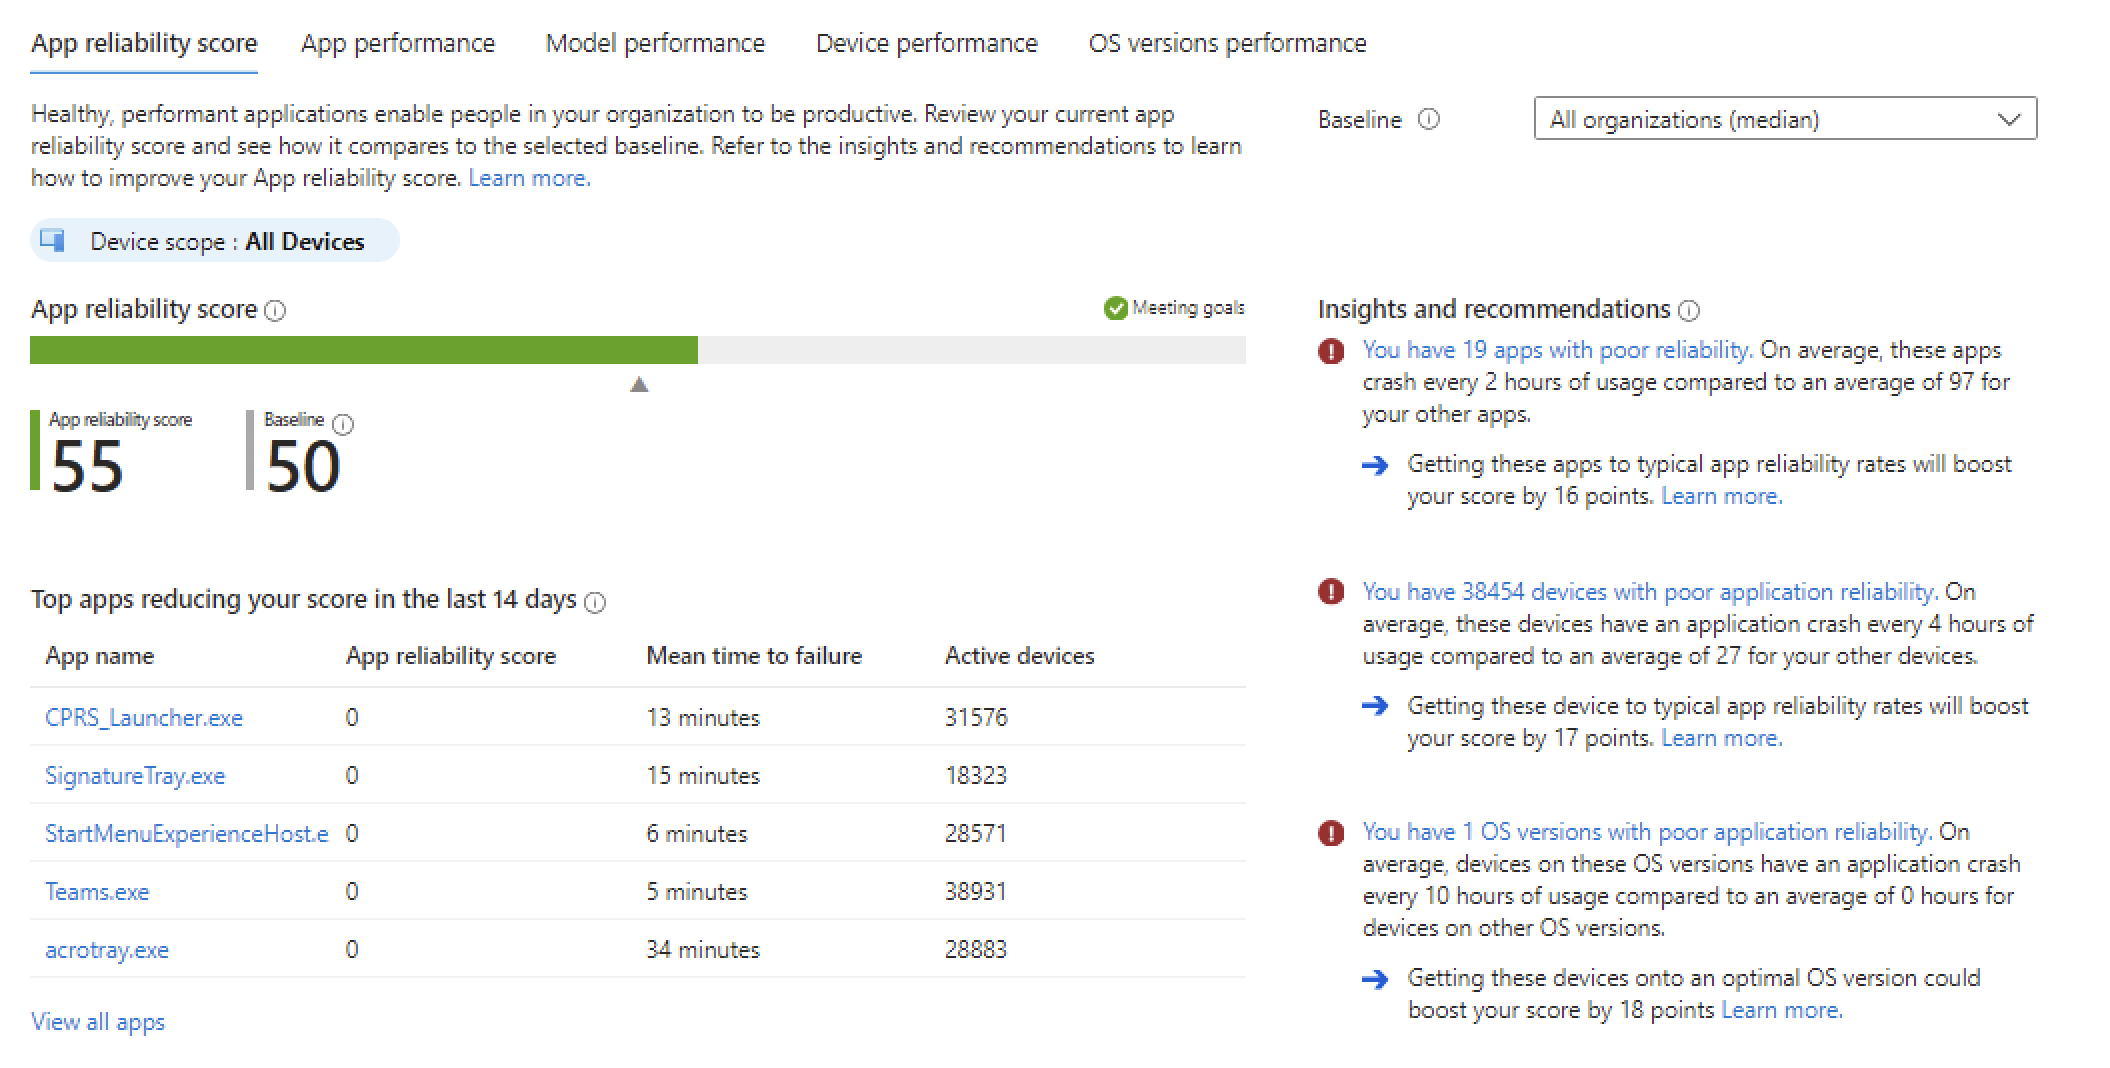 App reliability score App performance Model performance Device performance OS versions performance
Healthy, performant applications enable people in your organization to be productive. Review your current app
reliability score and see how it compares to the selected baseline. Refer to the insights and recommendations to learn
how to improve your App reliability score. Learn more.
Baseline All organizations (median)
Device scope : All Devices
App reliability score Meeting goals
App reliability score Baseline
55 50
Top apps reducing your score in the last 14 days
App name App reliability score Mean time to failure Active devices
CPRS_Launcher.exe 0 13 minutes 31576
SignatureTray.exe 0 15 minutes 18323
StartMenuExperienceHost.e 0 6 minutes 28571
Teams.exe 0 5 minutes 38931
acrotray.exe 0 34 minutes 28883
View all apps
Insights and recommendations
You have 19 apps with poor reliability. On average, these apps
crash every 2 hours of usage compared to an average of 97 for
your other apps.
Getting these apps to typical app reliability rates will boost
your score by 16 points. Learn more.
You have 38454 devices with poor application reliability. On
average, these devices have an application crash every 4 hours of
usage compared to an average of 27 for your other devices.
Getting these device to typical app reliability rates will boost
your score by 17 points. Learn more.
You have 1 OS versions with poor application reliability. On
average, devices on these OS versions have an application crash
every 10 hours of usage compared to an average of 0 hours for
devices on other OS versions.
Getting these devices onto an optimal OS version could
boost your score by 18 points Learn more.